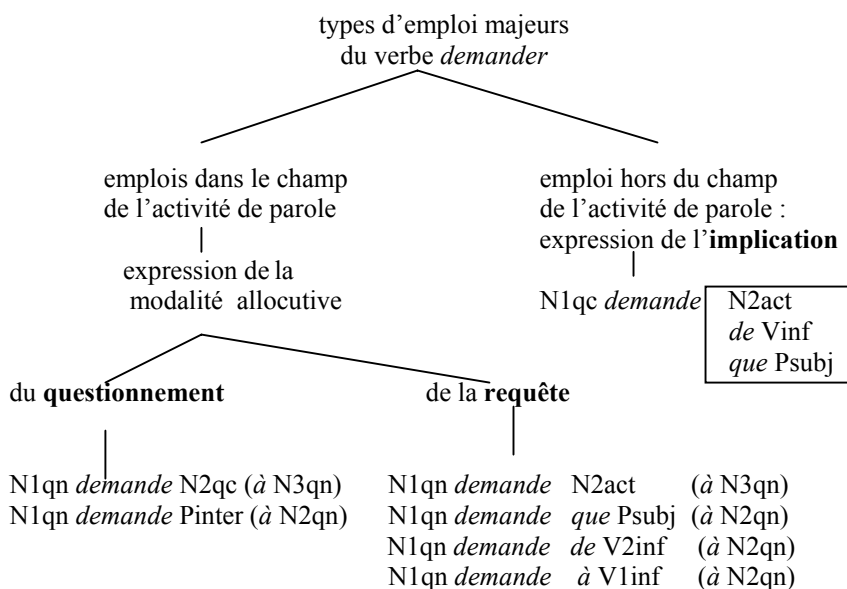 types d’emploi majeurs
du verbe demander
emplois dans le champ
de l’activité de parole
expression de la
modalité allocutive
emploi hors du champ
de l’activité de parole :
expression de l’implication
N1qc demande N2act
de Vinf
que Psubj
du questionnement
N1qn demande N2qc (à N3qn)
N1qn demande Pinter (à N2qn)
de la requête
N1qn demande N2act (à N3qn)
N1qn demande que Psubj (à N2qn)
N1qn demande de V2inf (à N2qn)
N1qn demande à V1inf (à N2qn)